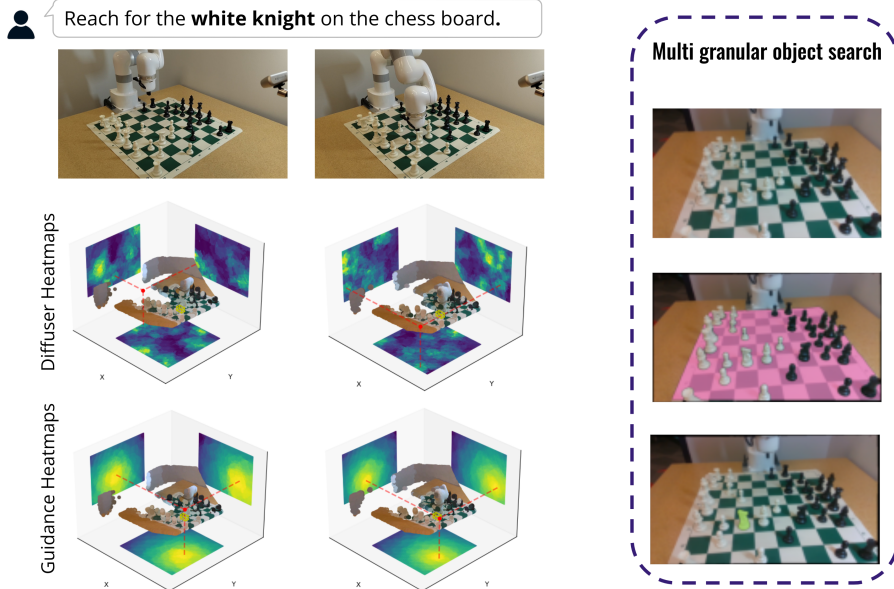 Reach for the white knight on the chess board.
Multi granular object search
Diffuser Heatmaps
X
Y
X
Y
Guidance Heatmaps
X
Y
X
Y